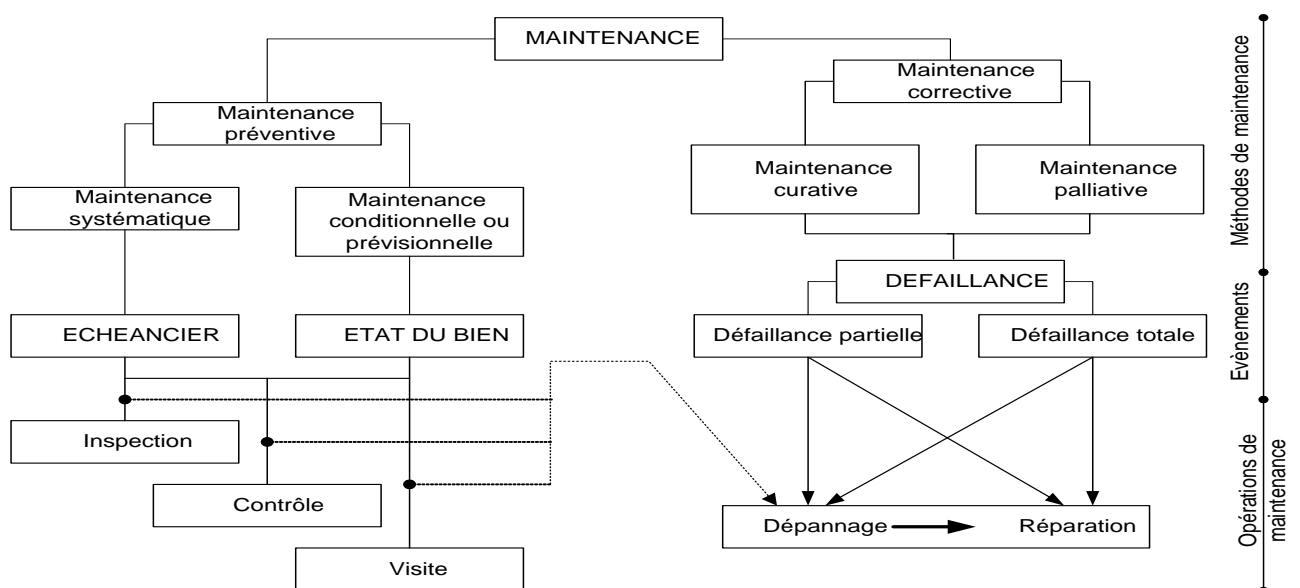 MAINTENANCE
Maintenance
corrective
Maintenance
préventive
Maintenance
curative
Maintenance
palliative
Maintenance
systématique
Maintenance
conditionnelle ou
prévisionnelle
DEFAILLANCE
ECHEANCIER
ETAT DU BIEN
Défaillance partielle
Défaillance totale
Inspection
Contrôle
Visite
Dépannage
Réparation
Méthodes de maintenance
Evènements
Opérations de
maintenance